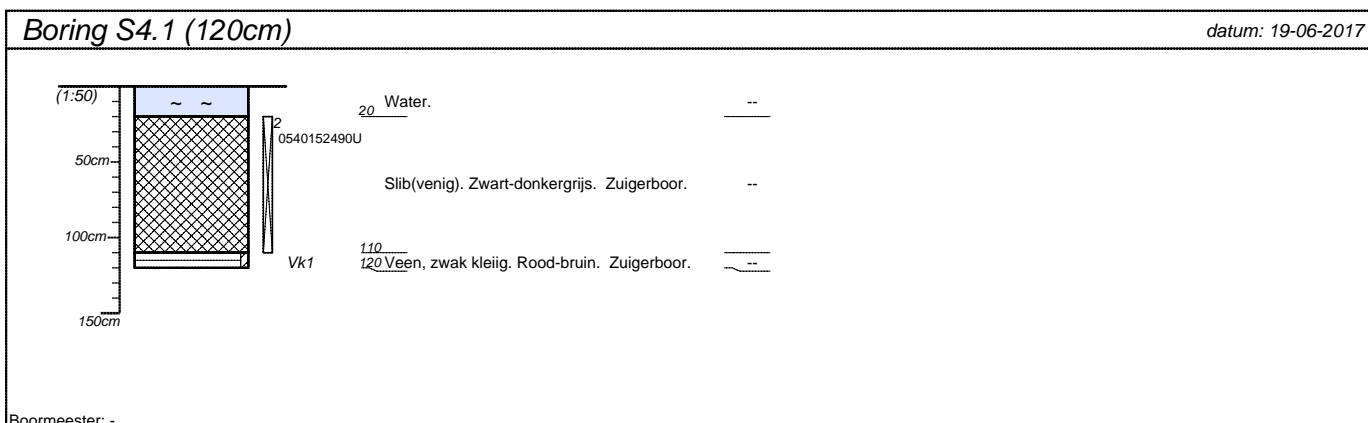 Boring S4.1 (120cm) datum: 19-06-2017
(1:50)
~ ~
20 Water. --
2
0540152490U
50cm
Slib(venig). Zwart-donkergrijs. Zuigerboor. --
100cm
110
Vk1 120 Veen, zwak kleiig. Rood-bruin. Zuigerboor. --
150cm
Boormeester: -